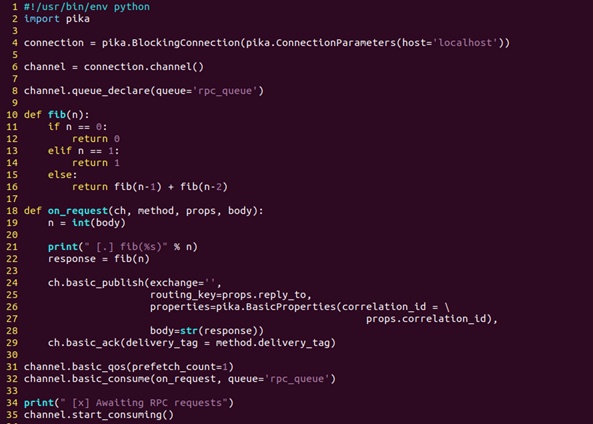 1 #!/usr/bin/env python
2 import pika
3
4 connection = pika.BlockingConnection(pika.ConnectionParameters(host='localhost'))
5
6 channel = connection.channel()
7
8 channel.queue_declare(queue='rpc_queue')
9
10 def fib(n):
11     if n == 0:
12         return 0
13     elif n == 1:
14         return 1
15     else:
16         return fib(n-1) + fib(n-2)
17
18 def on_request(ch, method, props, body):
19     n = int(body)
20
21     print(" [.] fib(%s)" % n)
22     response = fib(n)
23
24     ch.basic_publish(exchange='',
25                      routing_key=props.reply_to,
26                      properties=pika.BasicProperties(correlation_id = \
27                                                          props.correlation_id),
28                      body=str(response))
29     ch.basic_ack(delivery_tag = method.delivery_tag)
30
31 channel.basic_qos(prefetch_count=1)
32 channel.basic_consume(on_request, queue='rpc_queue')
33
34 print(" [x] Awaiting RPC requests")
35 channel.start_consuming()